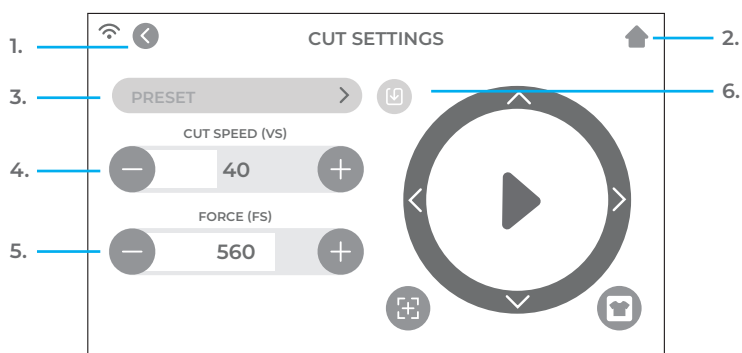 CUT SETTINGS
1.
2.
3.
PRESET
6.
CUT SPEED (VS)
4.
40
FORCE (FS)
5.
560